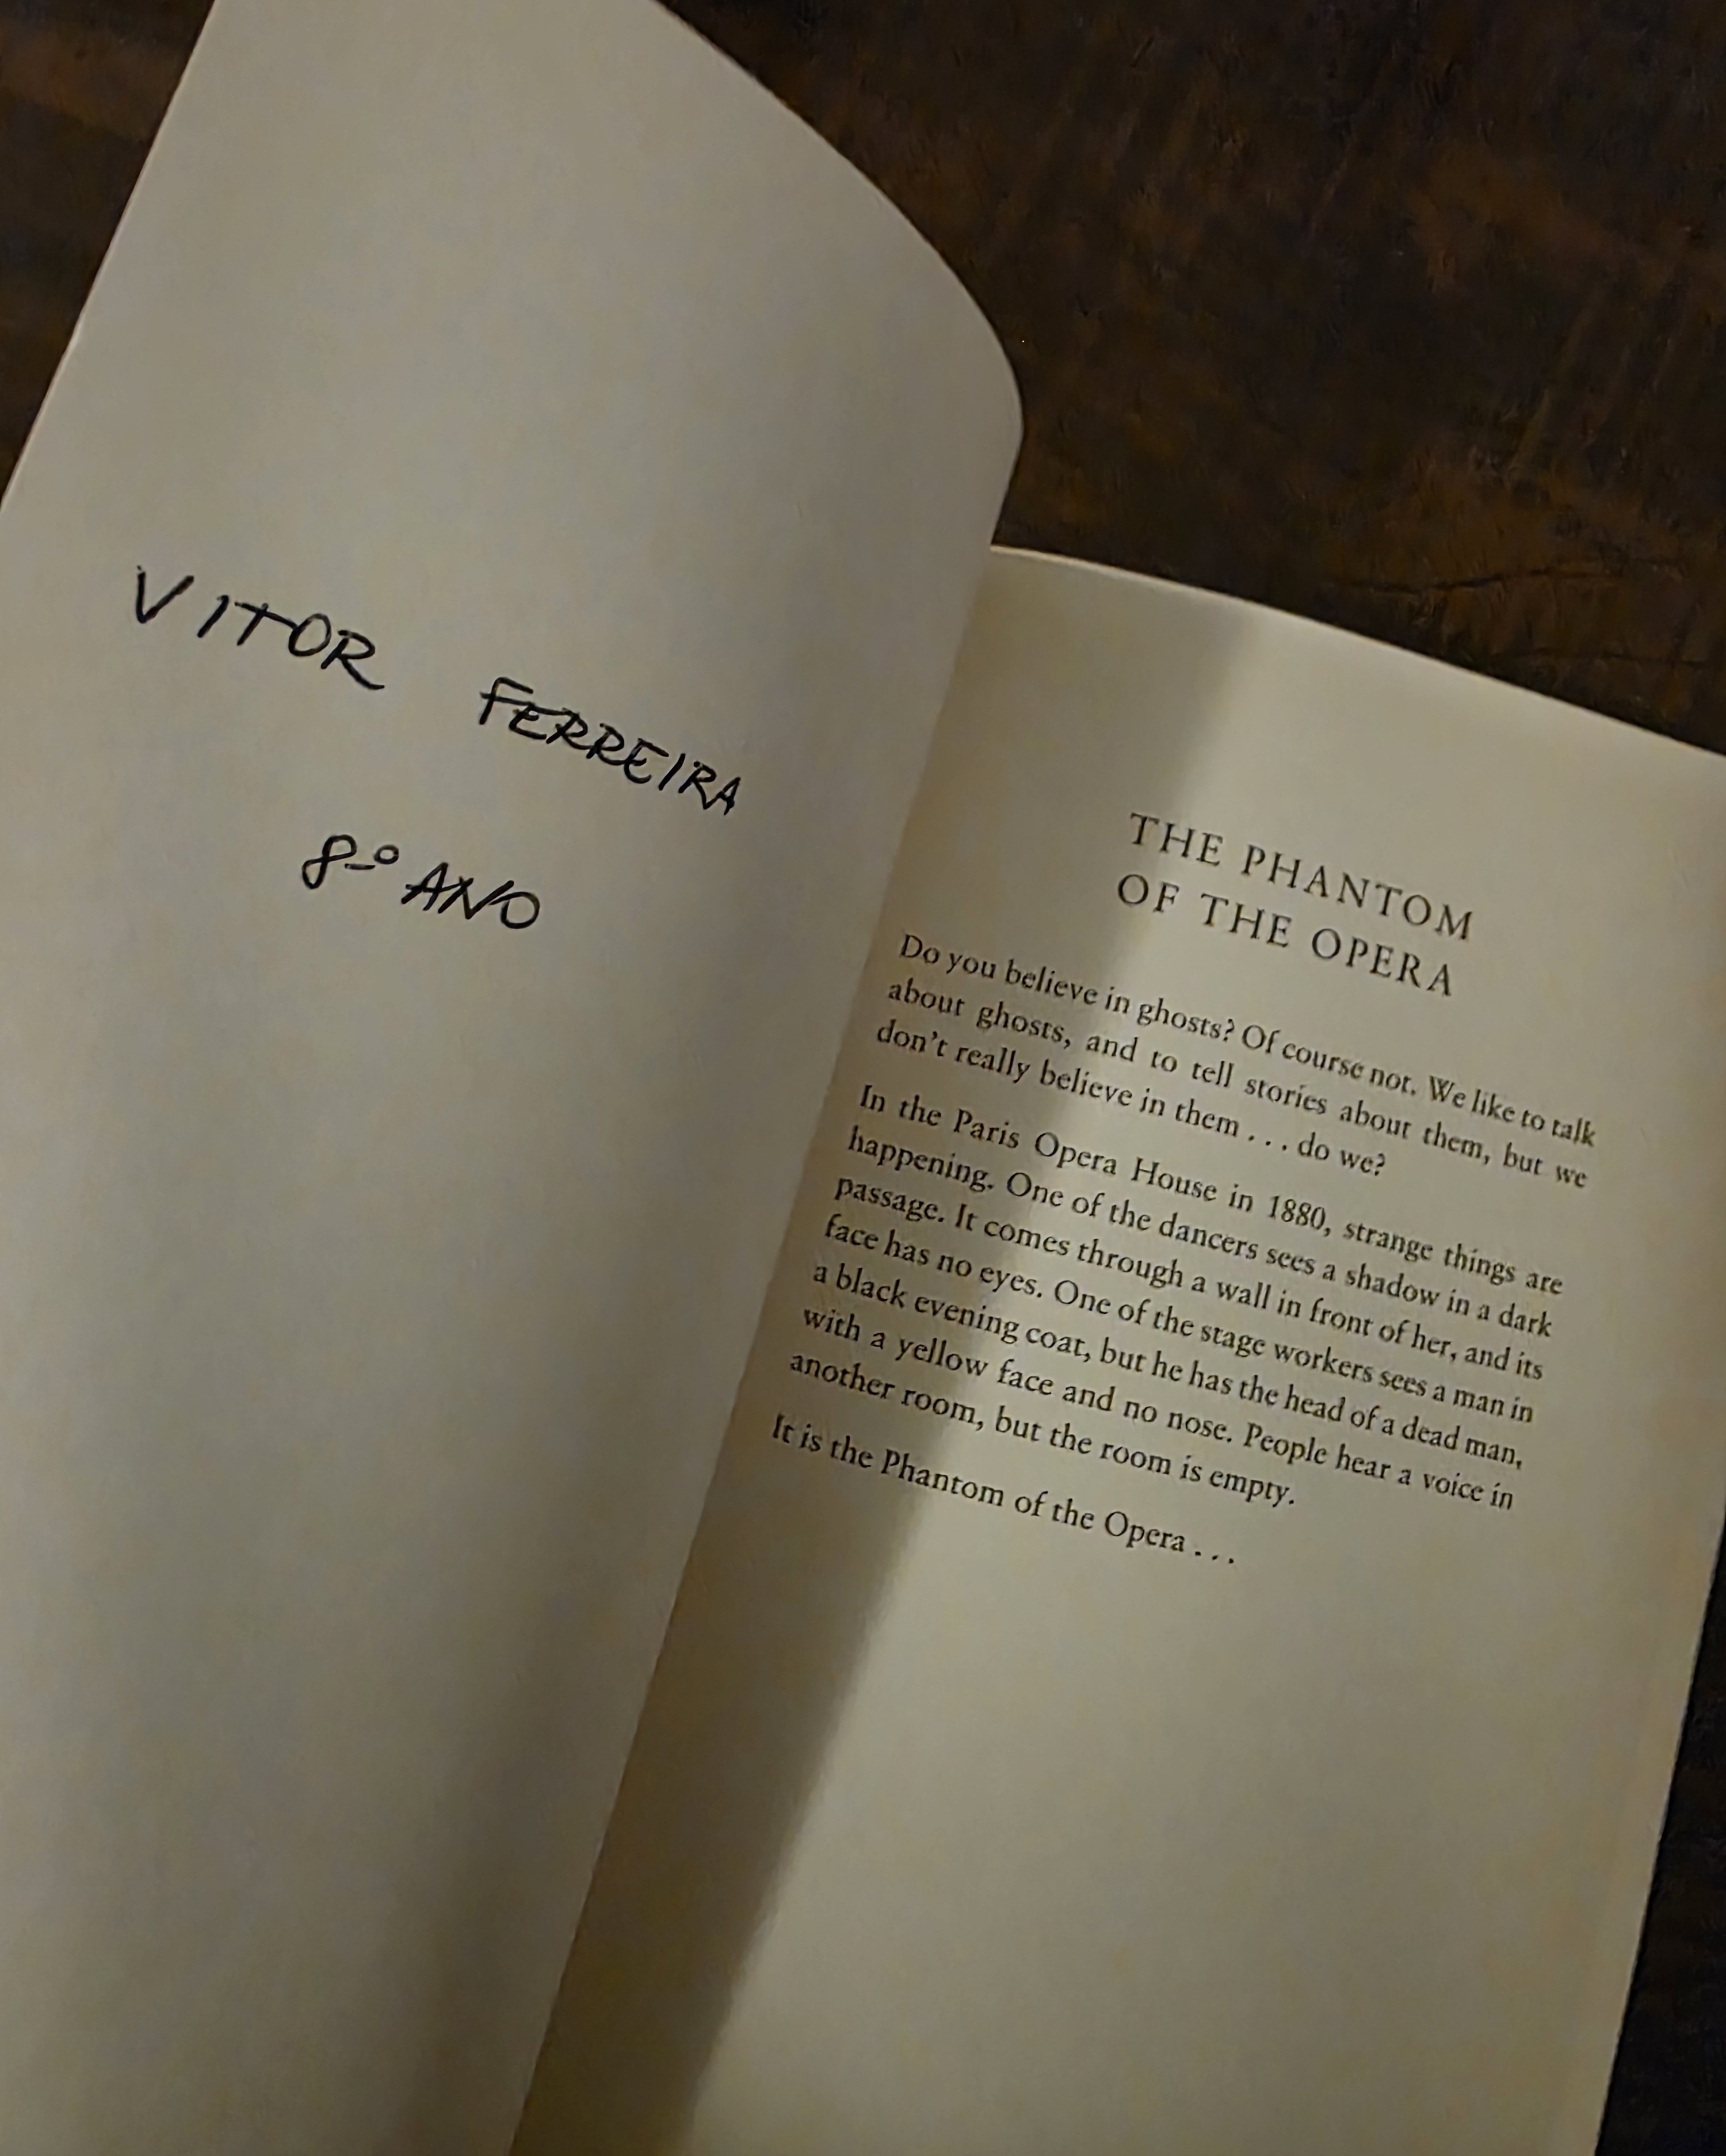 VITOR FERREIRA
8º ANO
THE PHANTOM
OF THE OPERA
Do you believe in ghosts? Of course not. We like to talk
about ghosts, and to tell stories about them, but we
don't really believe in them . . . do we?
In the Paris Opera House in 1880, strange things are
happening. One of the dancers sees a shadow in a dark
passage. It comes through a wall in front of her, and its
face has no eyes. One of the stage workers sees a man in
a black evening coat, but he has the head of a dead man,
with a yellow face and no nose. People hear a voice in
another room, but the room is empty.
It is the Phantom of the Opera . . .